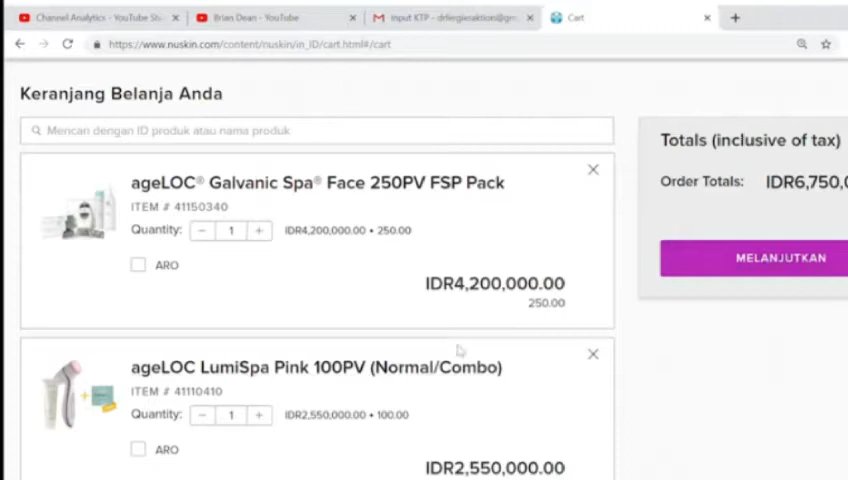 Channel Analytics - YouTube Stu
Brian Dean - YouTube
Input KTP -
Cart
https://www.nuskin.com/content/nuskin/in_ID/cart.html#/cart
Keranjang Belanja Anda
Mencari dengan ID produk atau nama produk
Totals (inclusive of tax)
Order Totals: IDR6,750,0
MELANJUTKAN
ageLOC® Galvanic Spa® Face 250PV FSP Pack
ITEM # 41150340
Quantity: − 1 + IDR4,200,000.00 • 250.00
ARO
IDR4,200,000.00
250.00
ageLOC LumiSpa Pink 100PV (Normal/Combo)
ITEM # 41110410
Quantity: − 1 + IDR2,550,000.00 • 100.00
ARO
IDR2,550,000.00